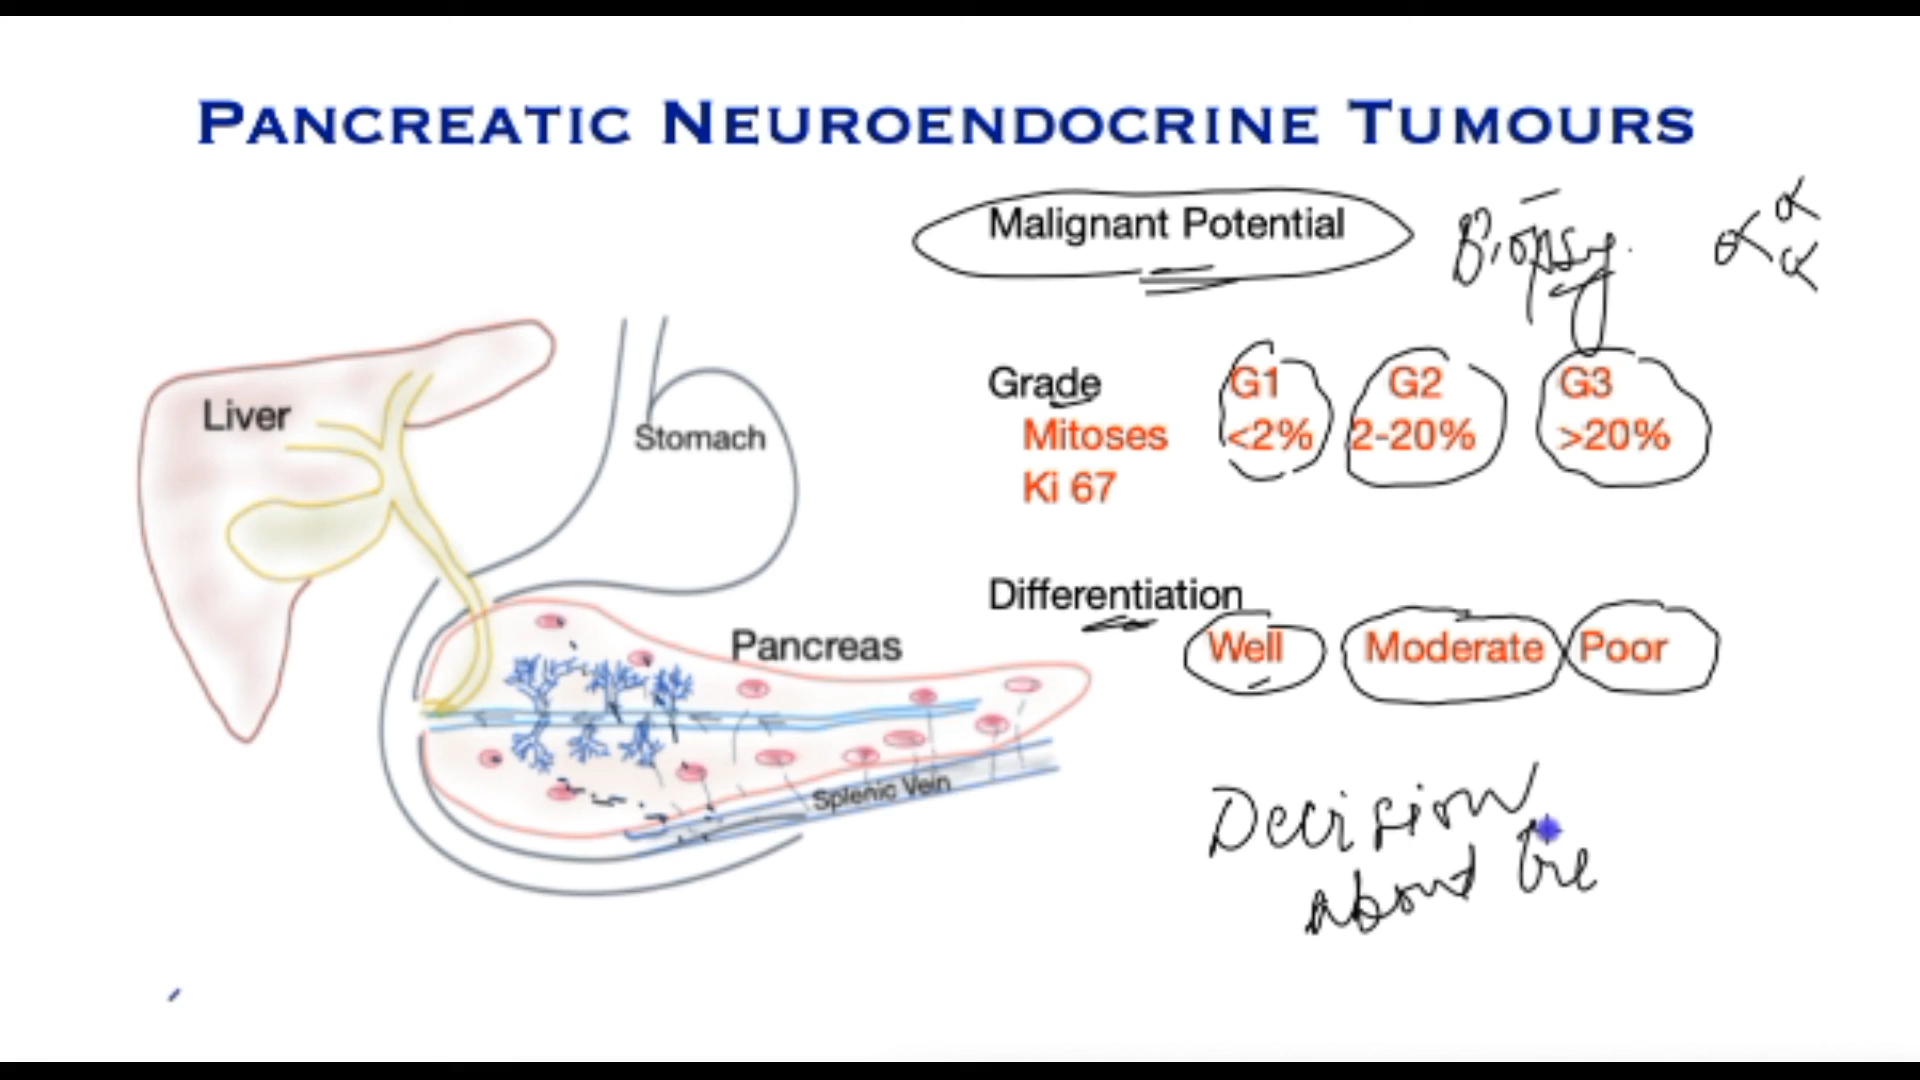 PANCREATIC NEUROENDOCRINE TUMOURS
Malignant Potential
Biopsy.
Grade G1 G2 G3
Mitoses <2% 2-20% >20%
Ki 67
Differentiation
Well Moderate Poor
Liver
Stomach
Pancreas
Splenic Vein
Decision
About tre